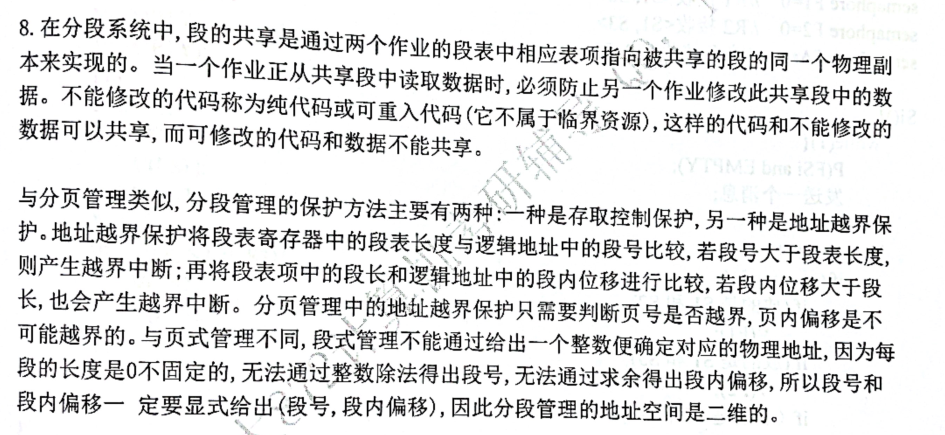 8. 在分段系统中, 段的共享是通过两个作业的段表中相应表项指向被共享的段的同一个物理副
本来实现的。当一个作业正从共享段中读取数据时, 必须防止另一个作业修改此共享段中的数
据。不能修改的代码称为纯代码或可重入代码(它不属于临界资源), 这样的代码和不能修改的
数据可以共享, 而可修改的代码和数据不能共享。
与分页管理类似, 分段管理的保护方法主要有两种:一种是存取控制保护, 另一种是地址越界保
护。地址越界保护将段表寄存器中的段表长度与逻辑地址中的段号比较, 若段号大于段表长度,
则产生越界中断; 再将段表项中的段长和逻辑地址中的段内位移进行比较, 若段内位移大于段
长, 也会产生越界中断。分页管理中的地址越界保护只需要判断页号是否越界, 页内偏移是不
可能越界的。与页式管理不同, 段式管理不能通过给出一个整数便确定对应的物理地址, 因为每
段的长度是0不固定的, 无法通过整数除法得出段号, 无法通过求余得出段内偏移, 所以段号和
段内偏移一 定要显式给出(段号, 段内偏移), 因此分段管理的地址空间是二维的。